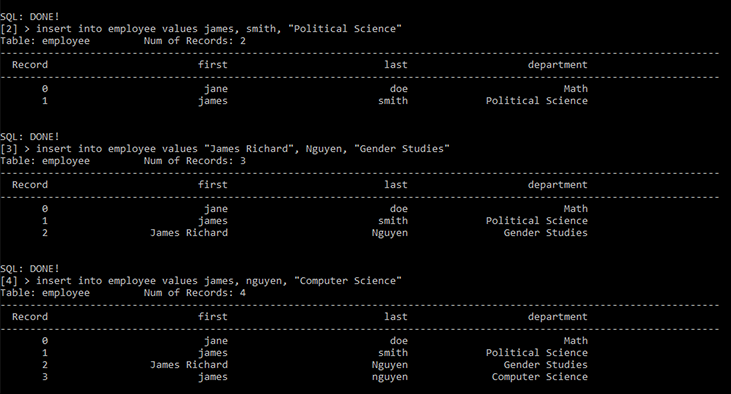 SQL: DONE!
[2] > insert into employee values james, smith, "Political Science"
Table: employee Num of Records: 2
--------------------------------------------------------------------------------
Record first last department
--------------------------------------------------------------------------------
0 jane doe Math
1 james smith Political Science
SQL: DONE!
[3] > insert into employee values "James Richard", Nguyen, "Gender Studies"
Table: employee Num of Records: 3
--------------------------------------------------------------------------------
Record first last department
--------------------------------------------------------------------------------
0 jane doe Math
1 james smith Political Science
2 James Richard Nguyen Gender Studies
SQL: DONE!
[4] > insert into employee values james, nguyen, "Computer Science"
Table: employee Num of Records: 4
--------------------------------------------------------------------------------
Record first last department
--------------------------------------------------------------------------------
0 jane doe Math
1 james smith Political Science
2 James Richard Nguyen Gender Studies
3 james nguyen Computer Science